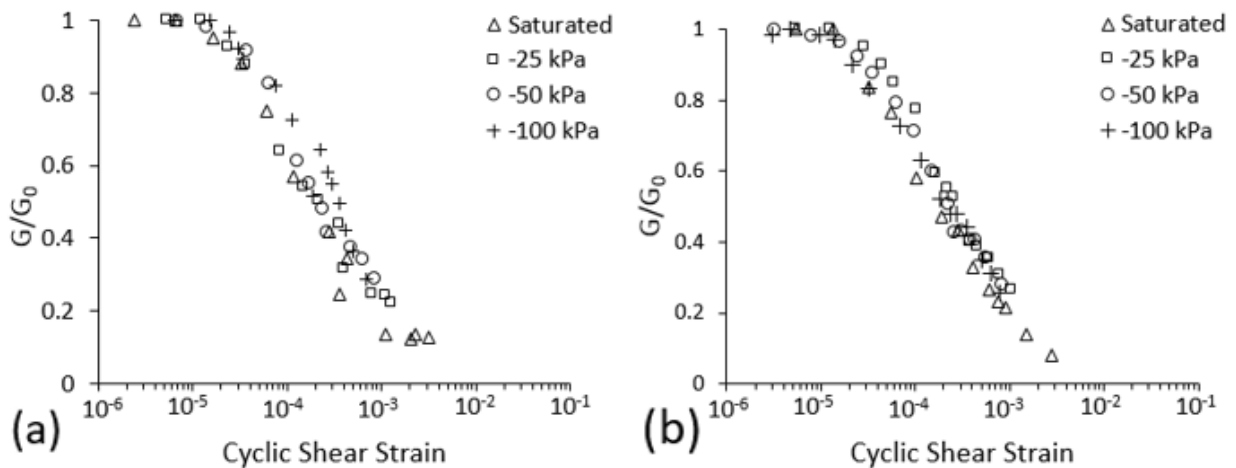 1
0.8
0.6
0.4
0.2
0
G/G0
10-6
10-5
10-4
10-3
10-2
10-1
Cyclic Shear Strain
Saturated
-25 kPa
-50 kPa
-100 kPa
(a)
1
0.8
0.6
0.4
0.2
0
G/G0
10-6
10-5
10-4
10-3
10-2
10-1
Cyclic Shear Strain
Saturated
-25 kPa
-50 kPa
-100 kPa
(b)